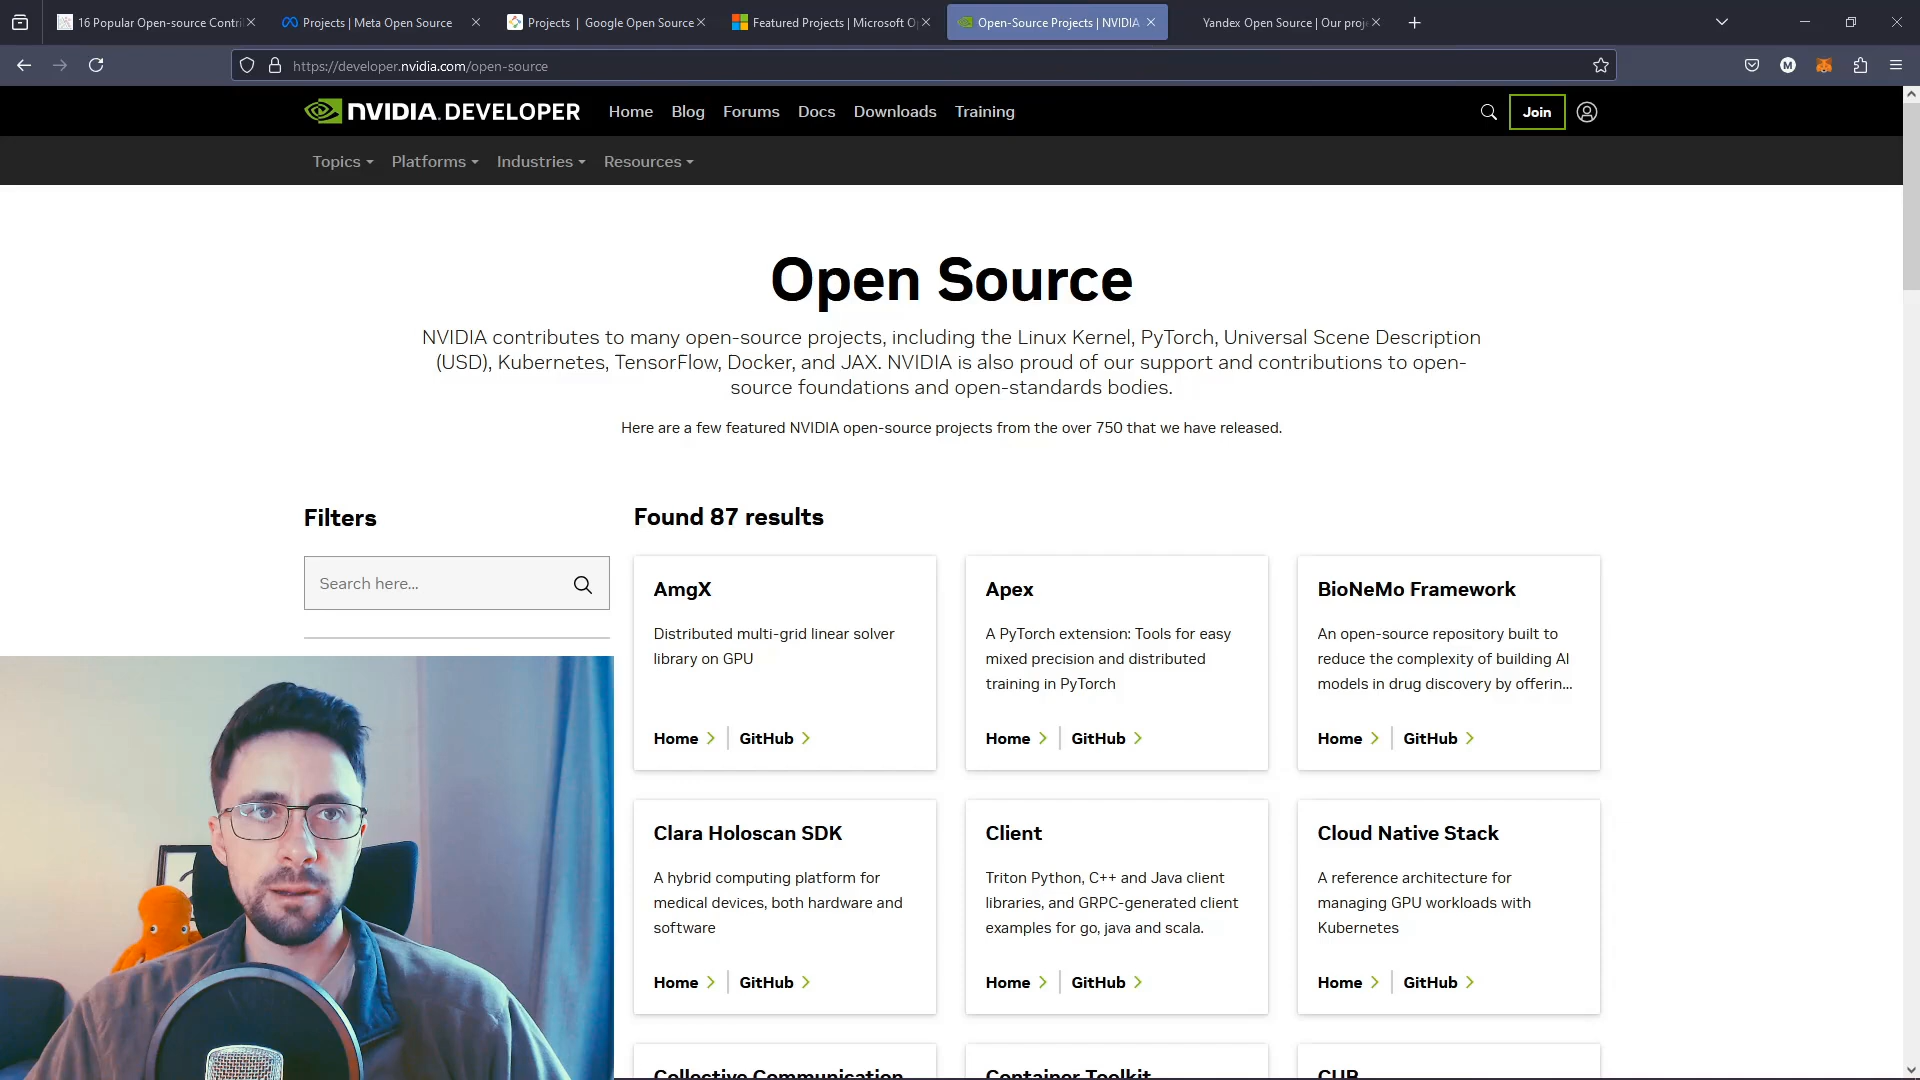 16 Popular Open-source Contri
Projects | Meta Open Source
Projects | Google Open Source
Featured Projects | Microsoft O
Open-Source Projects | NVIDIA
Yandex Open Source | Our proj
https://developer.nvidia.com/open-source
M
NVIDIA. DEVELOPER
Home
Blog
Forums
Docs
Downloads
Training
Join
Topics
Platforms
Industries
Resources
Open Source
NVIDIA contributes to many open-source projects, including the Linux Kernel, PyTorch, Universal Scene Description
(USD), Kubernetes, TensorFlow, Docker, and JAX. NVIDIA is also proud of our support and contributions to open-
source foundations and open-standards bodies.
Here are a few featured NVIDIA open-source projects from the over 750 that we have released.
Filters
Search here...
Found 87 results
AmgX
Distributed multi-grid linear solver
library on GPU
Home
GitHub
Apex
A PyTorch extension: Tools for easy
mixed precision and distributed
training in PyTorch
Home
GitHub
BioNeMo Framework
An open-source repository built to
reduce the complexity of building AI
models in drug discovery by offerin...
Home
GitHub
Clara Holoscan SDK
A hybrid computing platform for
medical devices, both hardware and
software
Home
GitHub
Client
Triton Python, C++ and Java client
libraries, and GRPC-generated client
examples for go, java and scala.
Home
GitHub
Cloud Native Stack
A reference architecture for
managing GPU workloads with
Kubernetes
Home
GitHub
Collective Communication
Container Toolkit
CUB